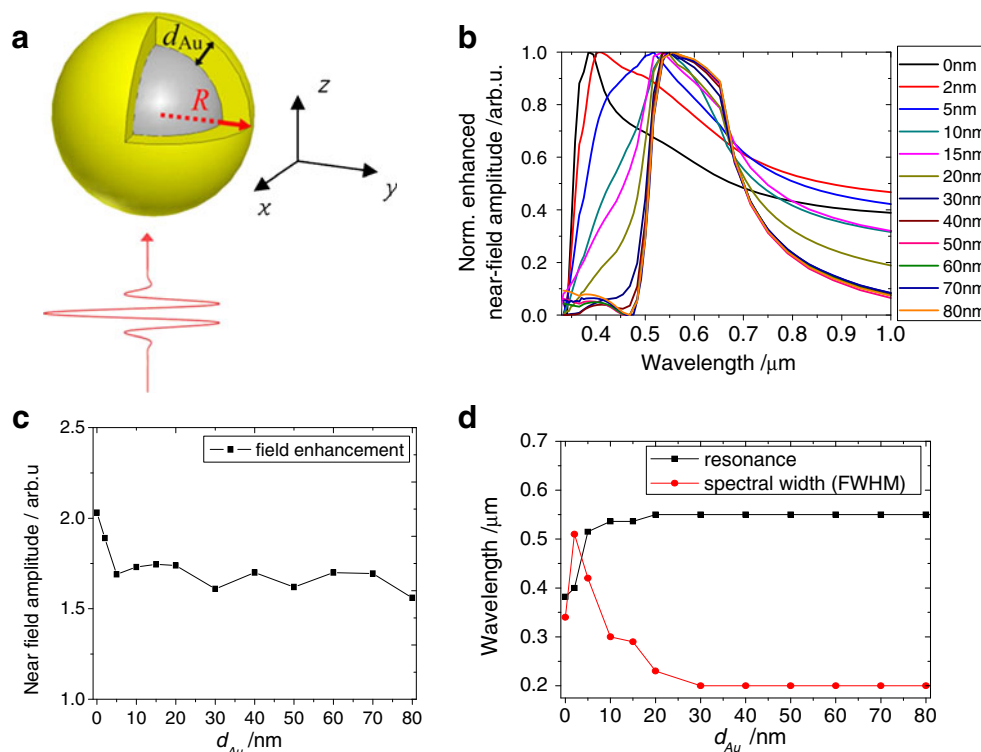 a
d_Au
R
z
x
y
b
Norm. enhanced
near-field amplitude /arb.u.
1.0
0.8
0.6
0.4
0.2
0.0
0.4 0.5 0.6 0.7 0.8 0.9 1.0
Wavelength /μm
0nm
2nm
5nm
10nm
15nm
20nm
30nm
40nm
50nm
60nm
70nm
80nm
c
Near field amplitude / arb.u
2.5
2.0
1.5
1.0
field enhancement
0 10 20 30 40 50 60 70 80
d_Au/nm
d
Wavelength /μm
0.7
0.6
0.5
0.4
0.3
0.2
resonance
spectral width (FWHM)
0 10 20 30 40 50 60 70 80
d_Au/nm